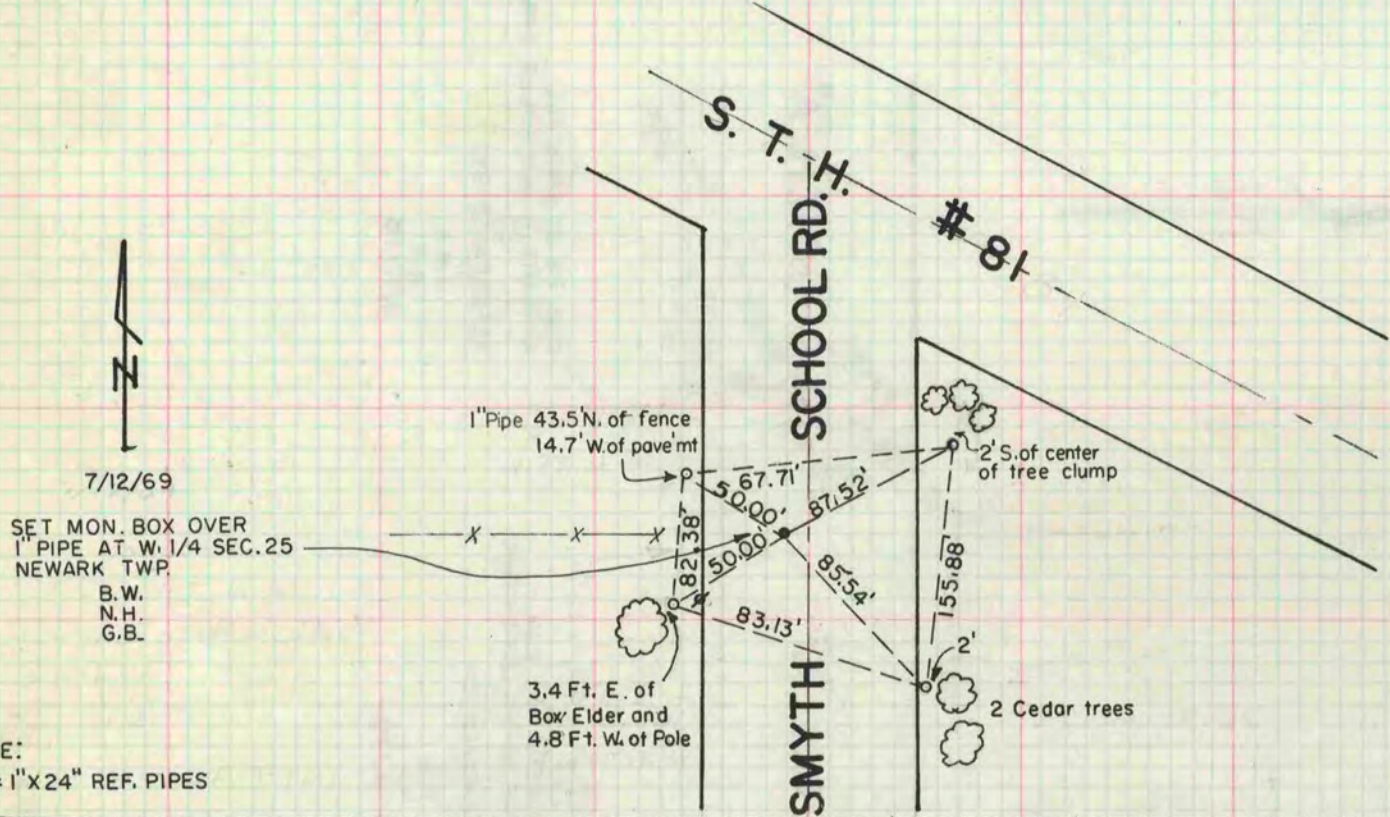 S. T. H. # 81
SMYTH SCHOOL RD.
N
7/12/69
SET MON. BOX OVER
1" PIPE AT W. 1/4 SEC. 25
NEWARK TWP.
B.W.
N.H.
G.B.
1" Pipe 43.5' N. of fence
14.7' W. of pave'mt
2' S. of center
of tree clump
67.71'
50.00'
87.52'
82.38'
50.00'
85.54'
155.88'
83.13'
2'
2 Cedar trees
3.4 Ft. E. of
Box Elder and
4.8 Ft. W. of Pole
E:
1" X 24" REF. PIPES